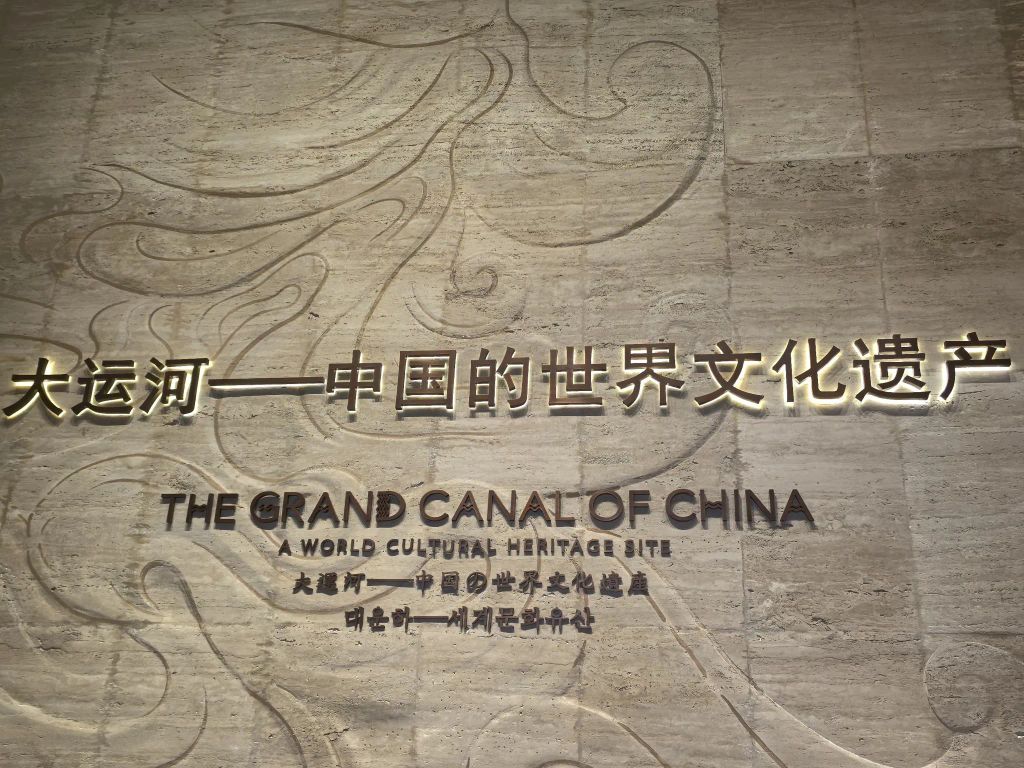 大运河——中国的世界文化遗产
THE GRAND CANAL OF CHINA
A WORLD CULTURAL HERITAGE SITE
大運河——中国の世界文化遺産
대운하——세계문화유산